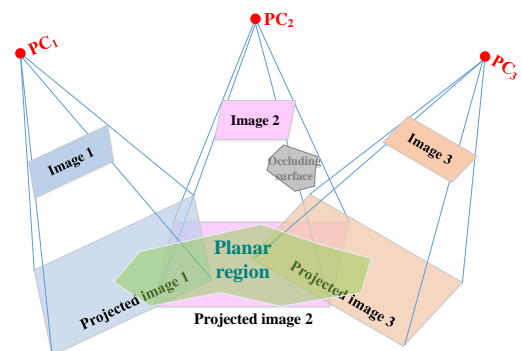 PC1
PC2
PC3
Image 1
Image 2
Image 3
Occluding
surface
Planar
region
Projected image 1
Projected image 2
Projected image 3